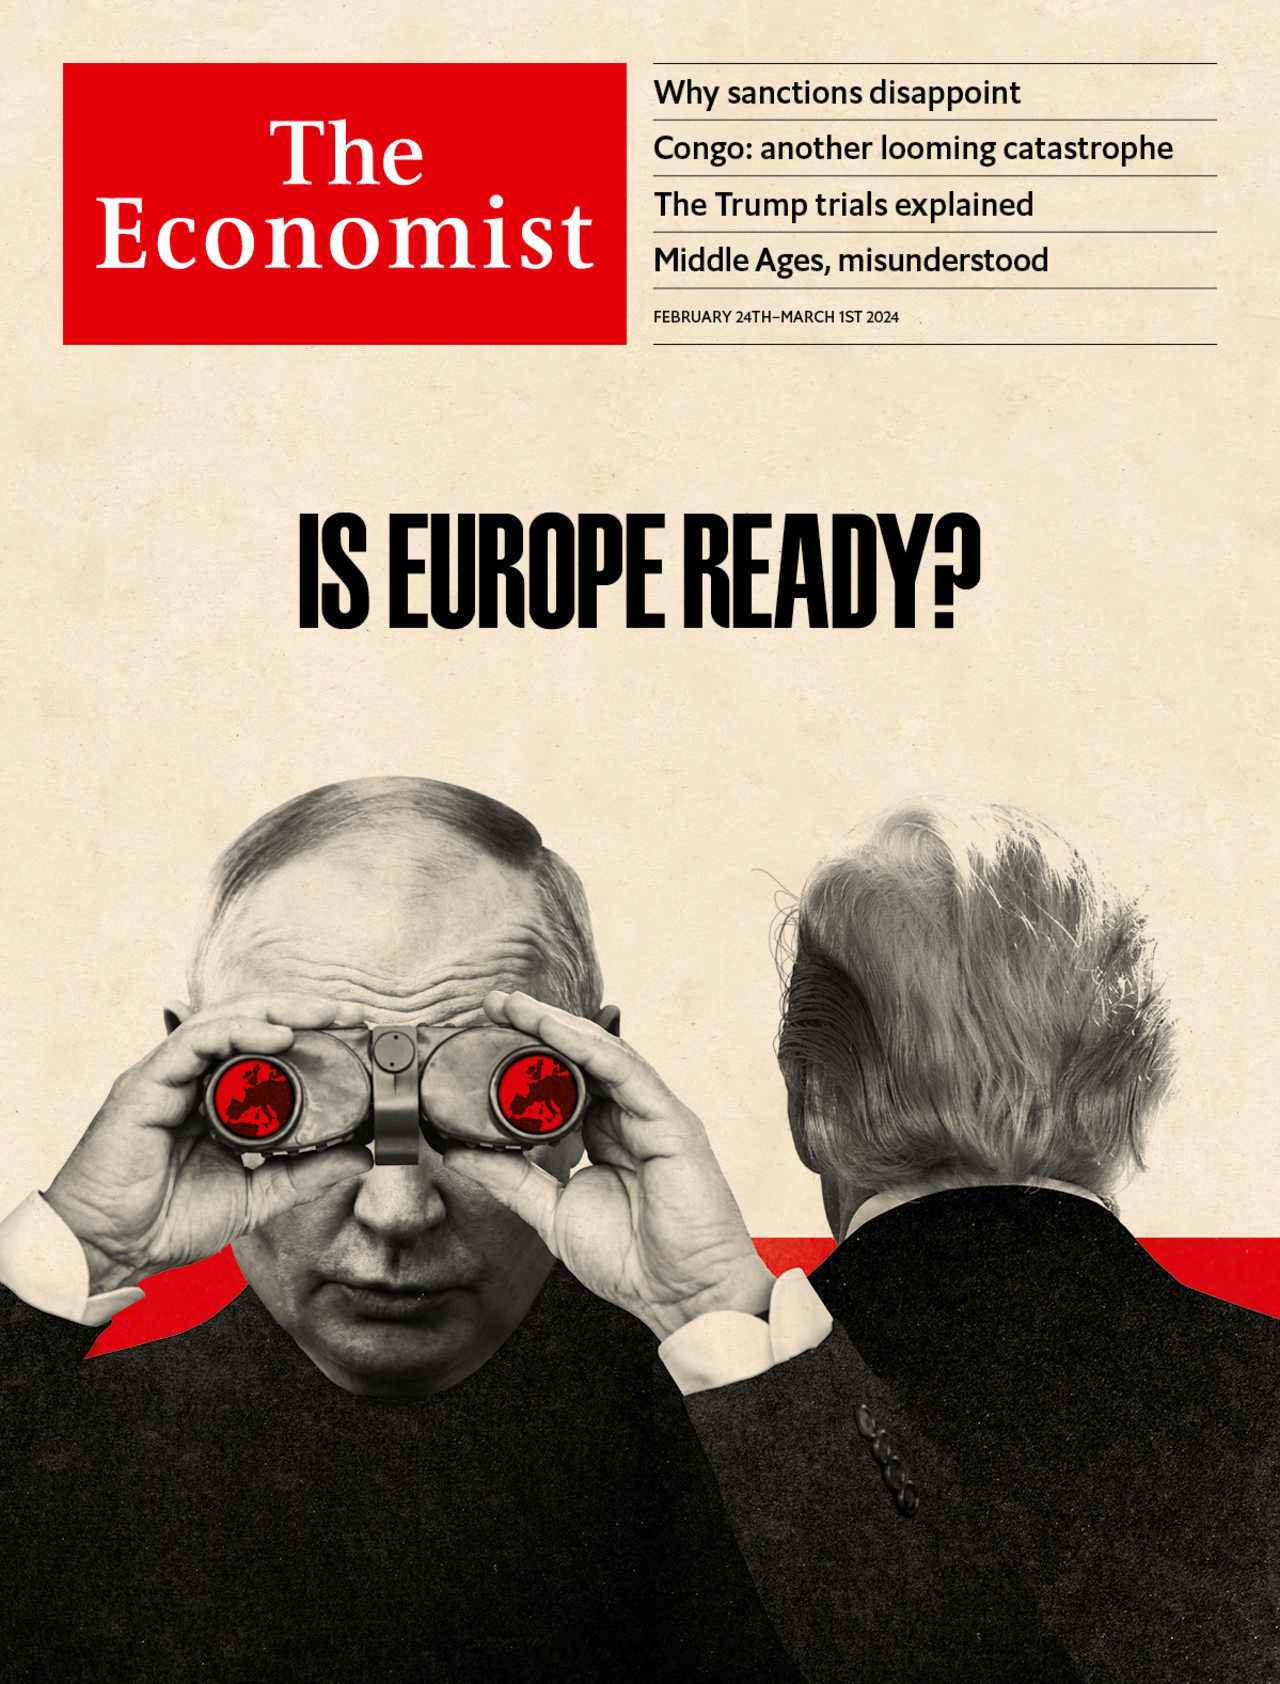 The
Economist
Why sanctions disappoint
Congo: another looming catastrophe
The Trump trials explained
Middle Ages, misunderstood
FEBRUARY 24TH–MARCH 1ST 2024
IS EUROPE READY?